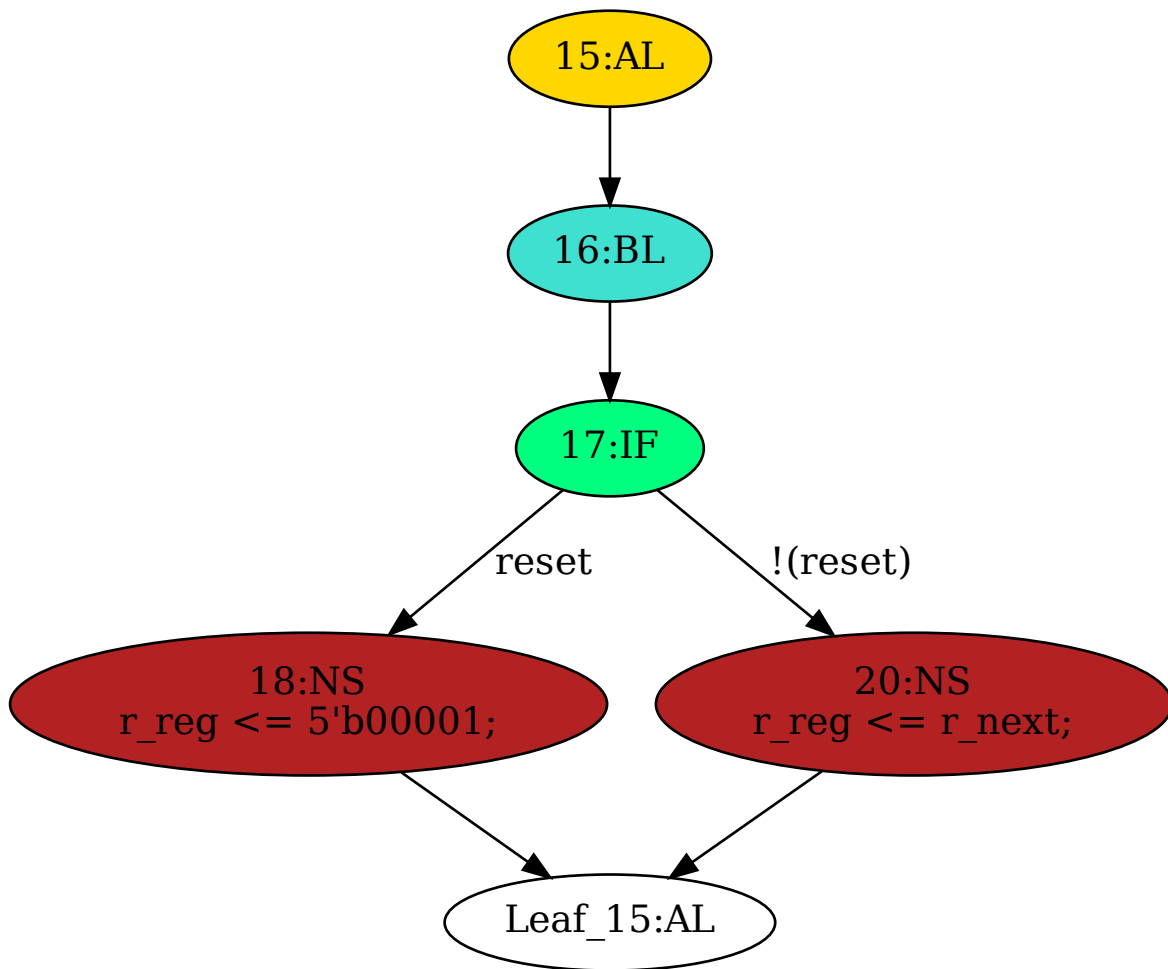 15:AL
16:BL
17:IF
reset
!(reset)
18:NS
r_reg <= 5'b00001;
20:NS
r_reg <= r_next;
Leaf_15:AL